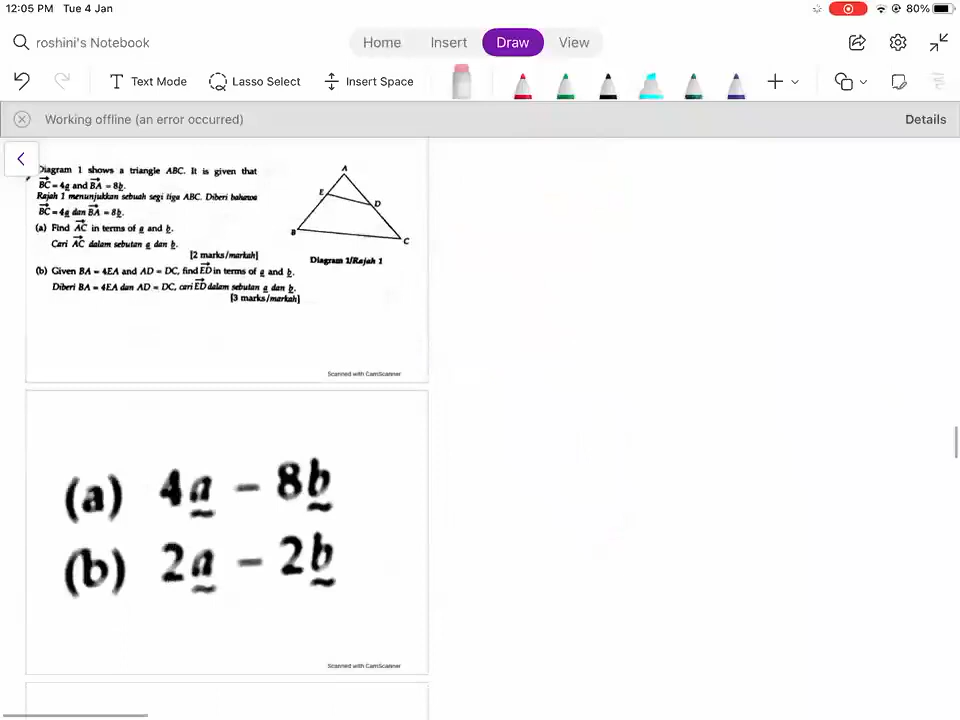 12:05 PM Tue 4 Jan
80%
roshini's Notebook
Home Insert Draw View
Text Mode Lasso Select Insert Space
Working offline (an error occurred)
Details
Diagram 1 shows a triangle ABC. It is given that
BC = 4a and BA = 8b.
Rajah 1 menunjukkan sebuah segi tiga ABC. Diberi bahawa
BC = 4a dan BA = 8b.
(a) Find AC in terms of a and b.
Cari AC dalam sebutan a dan b.
[2 marks/markah]
(b) Given BA = 4EA and AD = DC, find ED in terms of a and b.
Diberi BA = 4EA dan AD = DC, cari ED dalam sebutan a dan b.
[3 marks/markah]
A
E
D
B
C
Diagram 1/Rajah 1
Scanned with CamScanner
(a) 4a – 8b
(b) 2a – 2b
Scanned with CamScanner